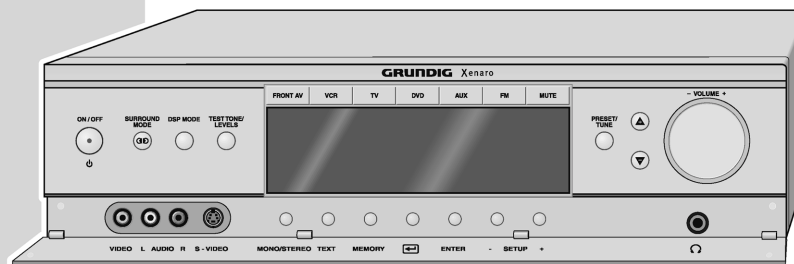 GRUNDIG Xenaro
FRONT AV VCR TV DVD AUX FM MUTE
- VOLUME +
ON / OFF
SURROUND
MODE
DSP MODE
TEST TONE/
LEVELS
PRESET/
TUNE
VIDEO L AUDIO R S - VIDEO
MONO/STEREO TEXT MEMORY ENTER - SETUP +